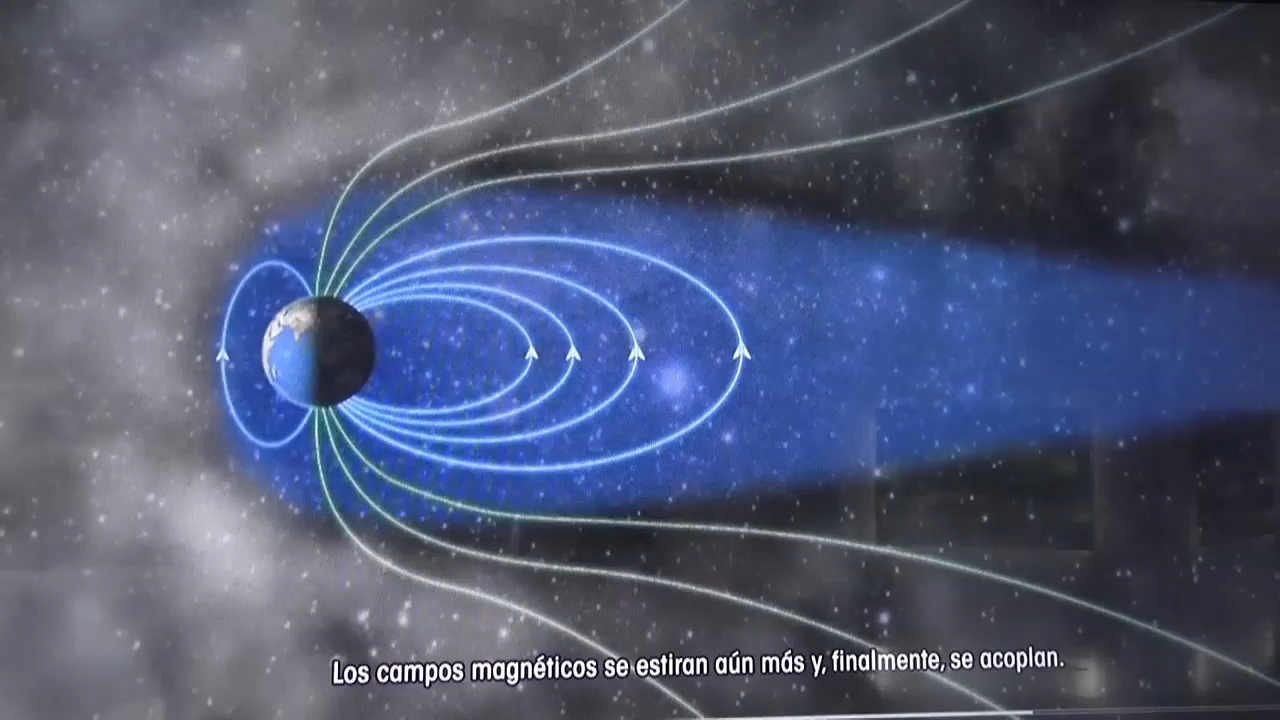 Los campos magnéticos se estiran aún más y, finalmente, se acoplan.